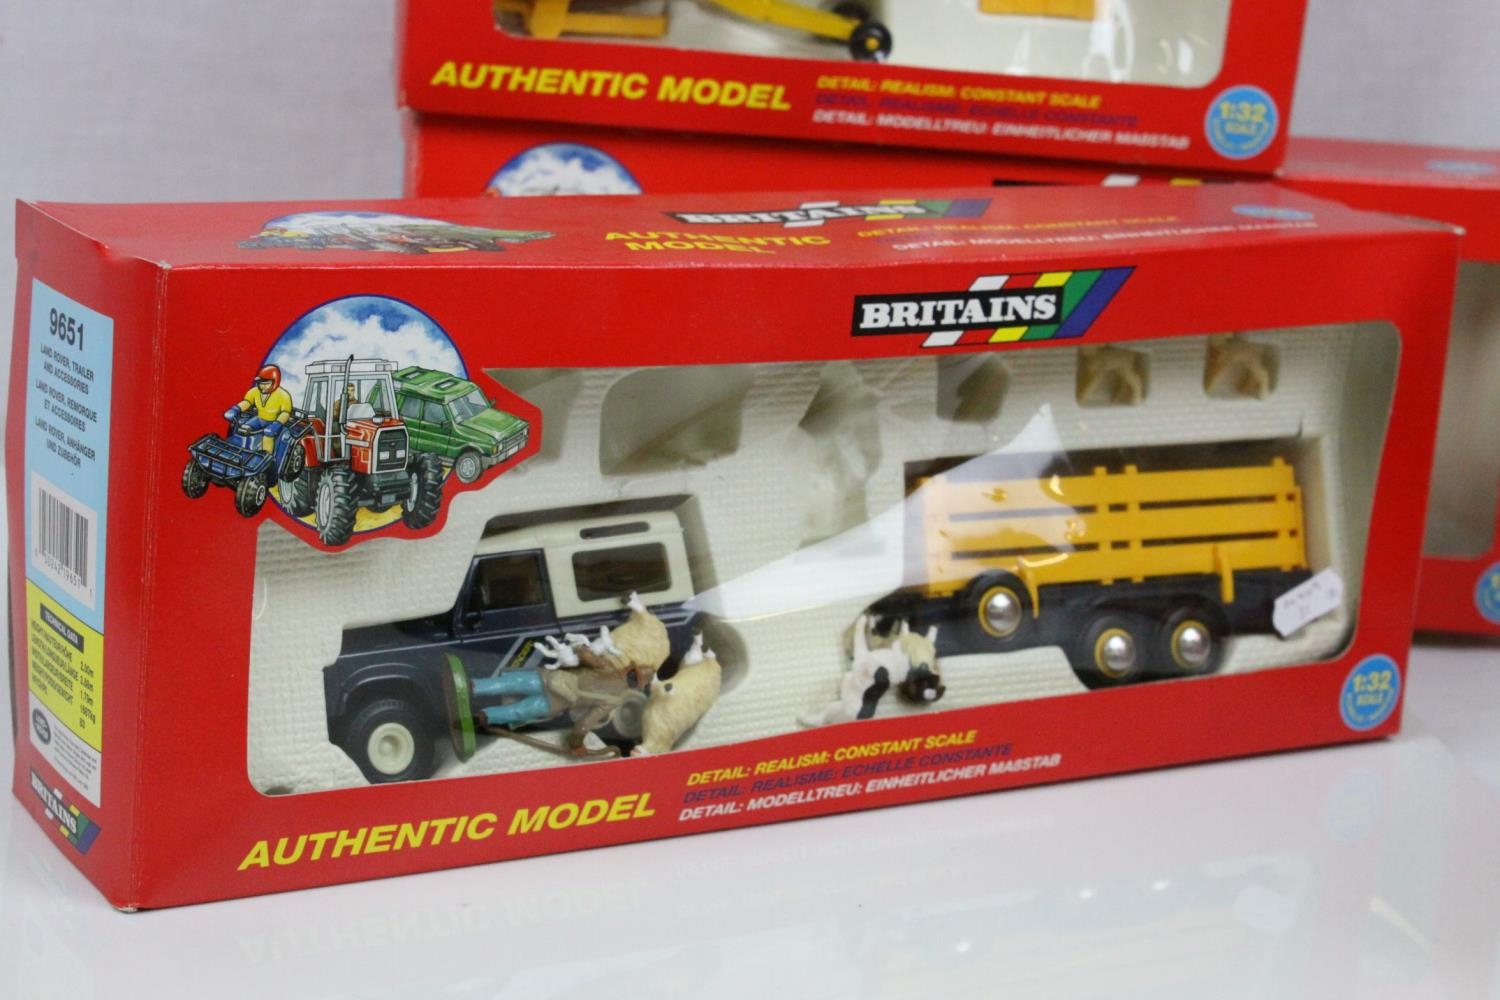 AUTHENTIC MODEL
DETAIL: REALISM: CONSTANT SCALE
DETAIL: REALISME: ECHELLE CONSTANTE
DETAIL: MODELLTREU: EINHEITLICHER MAßSTAB
1:32
SCALE
BRITAINS
AUTHENTIC
MODEL
DETAIL: REALISM: CONSTANT SCALE
DETAIL: MODELLTREU: EINHEITLICHER MAßSTAB
9651
LAND ROVER, TRAILER
AND ACCESSORIES
LAND ROVER, REMORQUE
ET ACCESSOIRES
LAND ROVER, ANHÄNGER
UND ZUBEHÖR
TECHNICAL DATA
BRITAINS
BRITAINS
1:32
SCALE
DETAIL: REALISM: CONSTANT SCALE
DETAIL: REALISME: ECHELLE CONSTANTE
DETAIL: MODELLTREU: EINHEITLICHER MAßSTAB
AUTHENTIC MODEL